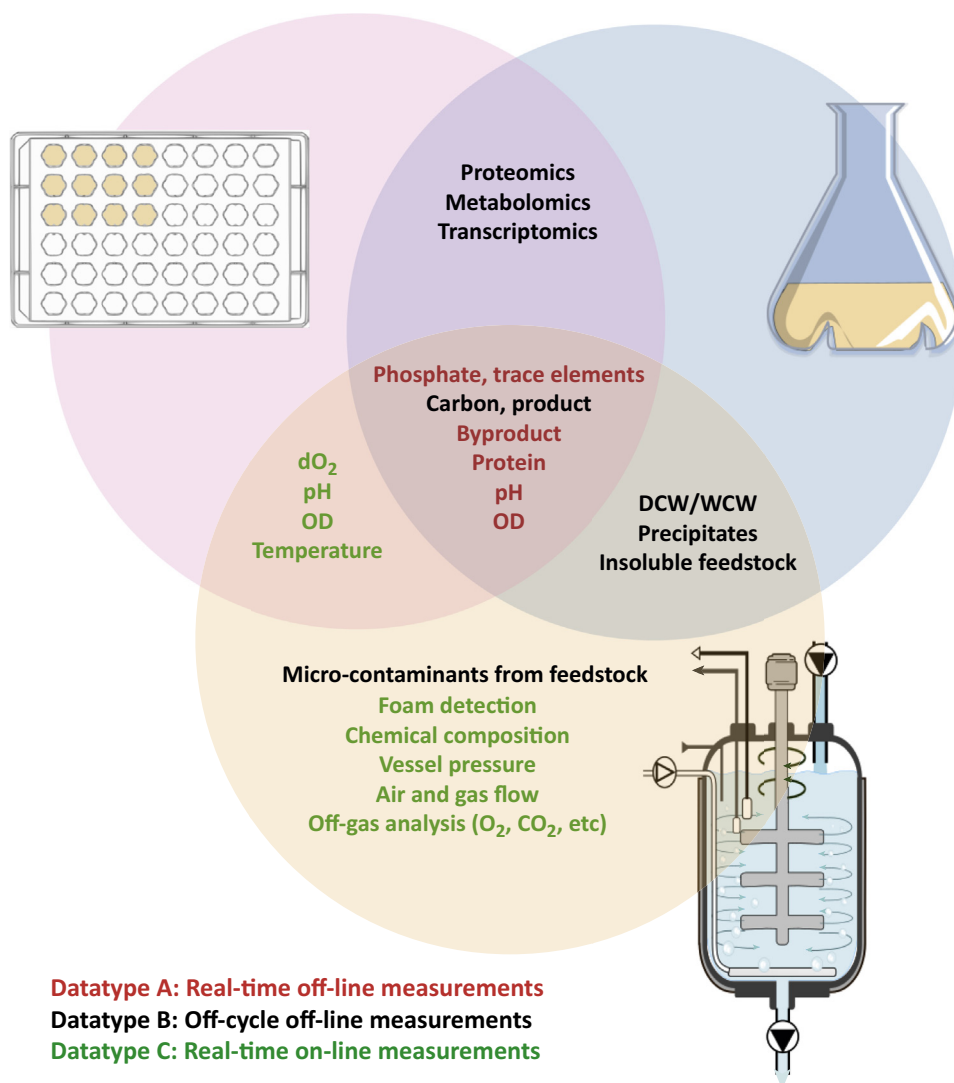 Proteomics
Metabolomics
Transcriptomics
Phosphate, trace elements
Carbon, product
Byproduct
Protein
pH
OD
dO₂
pH
OD
Temperature
DCW/WCW
Precipitates
Insoluble feedstock
Micro-contaminants from feedstock
Foam detection
Chemical composition
Vessel pressure
Air and gas flow
Off-gas analysis (O₂, CO₂, etc)
Datatype A: Real-time off-line measurements
Datatype B: Off-cycle off-line measurements
Datatype C: Real-time on-line measurements